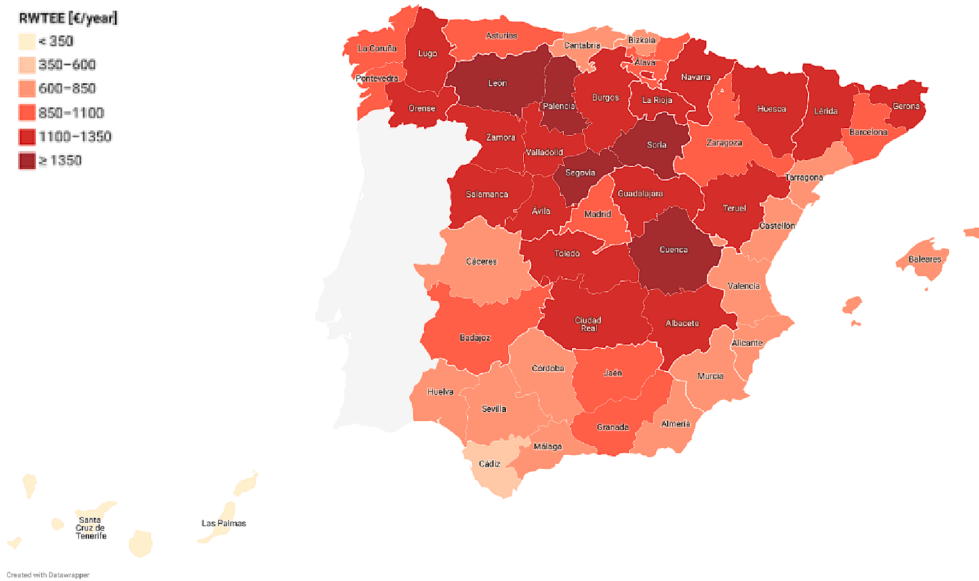 RWTEE [€/year]
< 350
350–600
600–850
850–1100
1100–1350
≥ 1350
La Coruña
Lugo
Asturias
Cantabria
Bizkaia
Álava
Navarra
Pontevedra
Orense
León
Palencia
Burgos
La Rioja
Huesca
Lérida
Gerona
Barcelona
Zamora
Valladolid
Soria
Zaragoza
Segovia
Tarragona
Salamanca
Ávila
Madrid
Guadalajara
Teruel
Castellón
Cáceres
Toledo
Cuenca
Baleares
Valencia
Badajoz
Ciudad
Real
Albacete
Alicante
Córdoba
Jaén
Murcia
Huelva
Sevilla
Granada
Almería
Málaga
Cádiz
Santa
Cruz de
Tenerife
Las Palmas
Created with Datawrapper